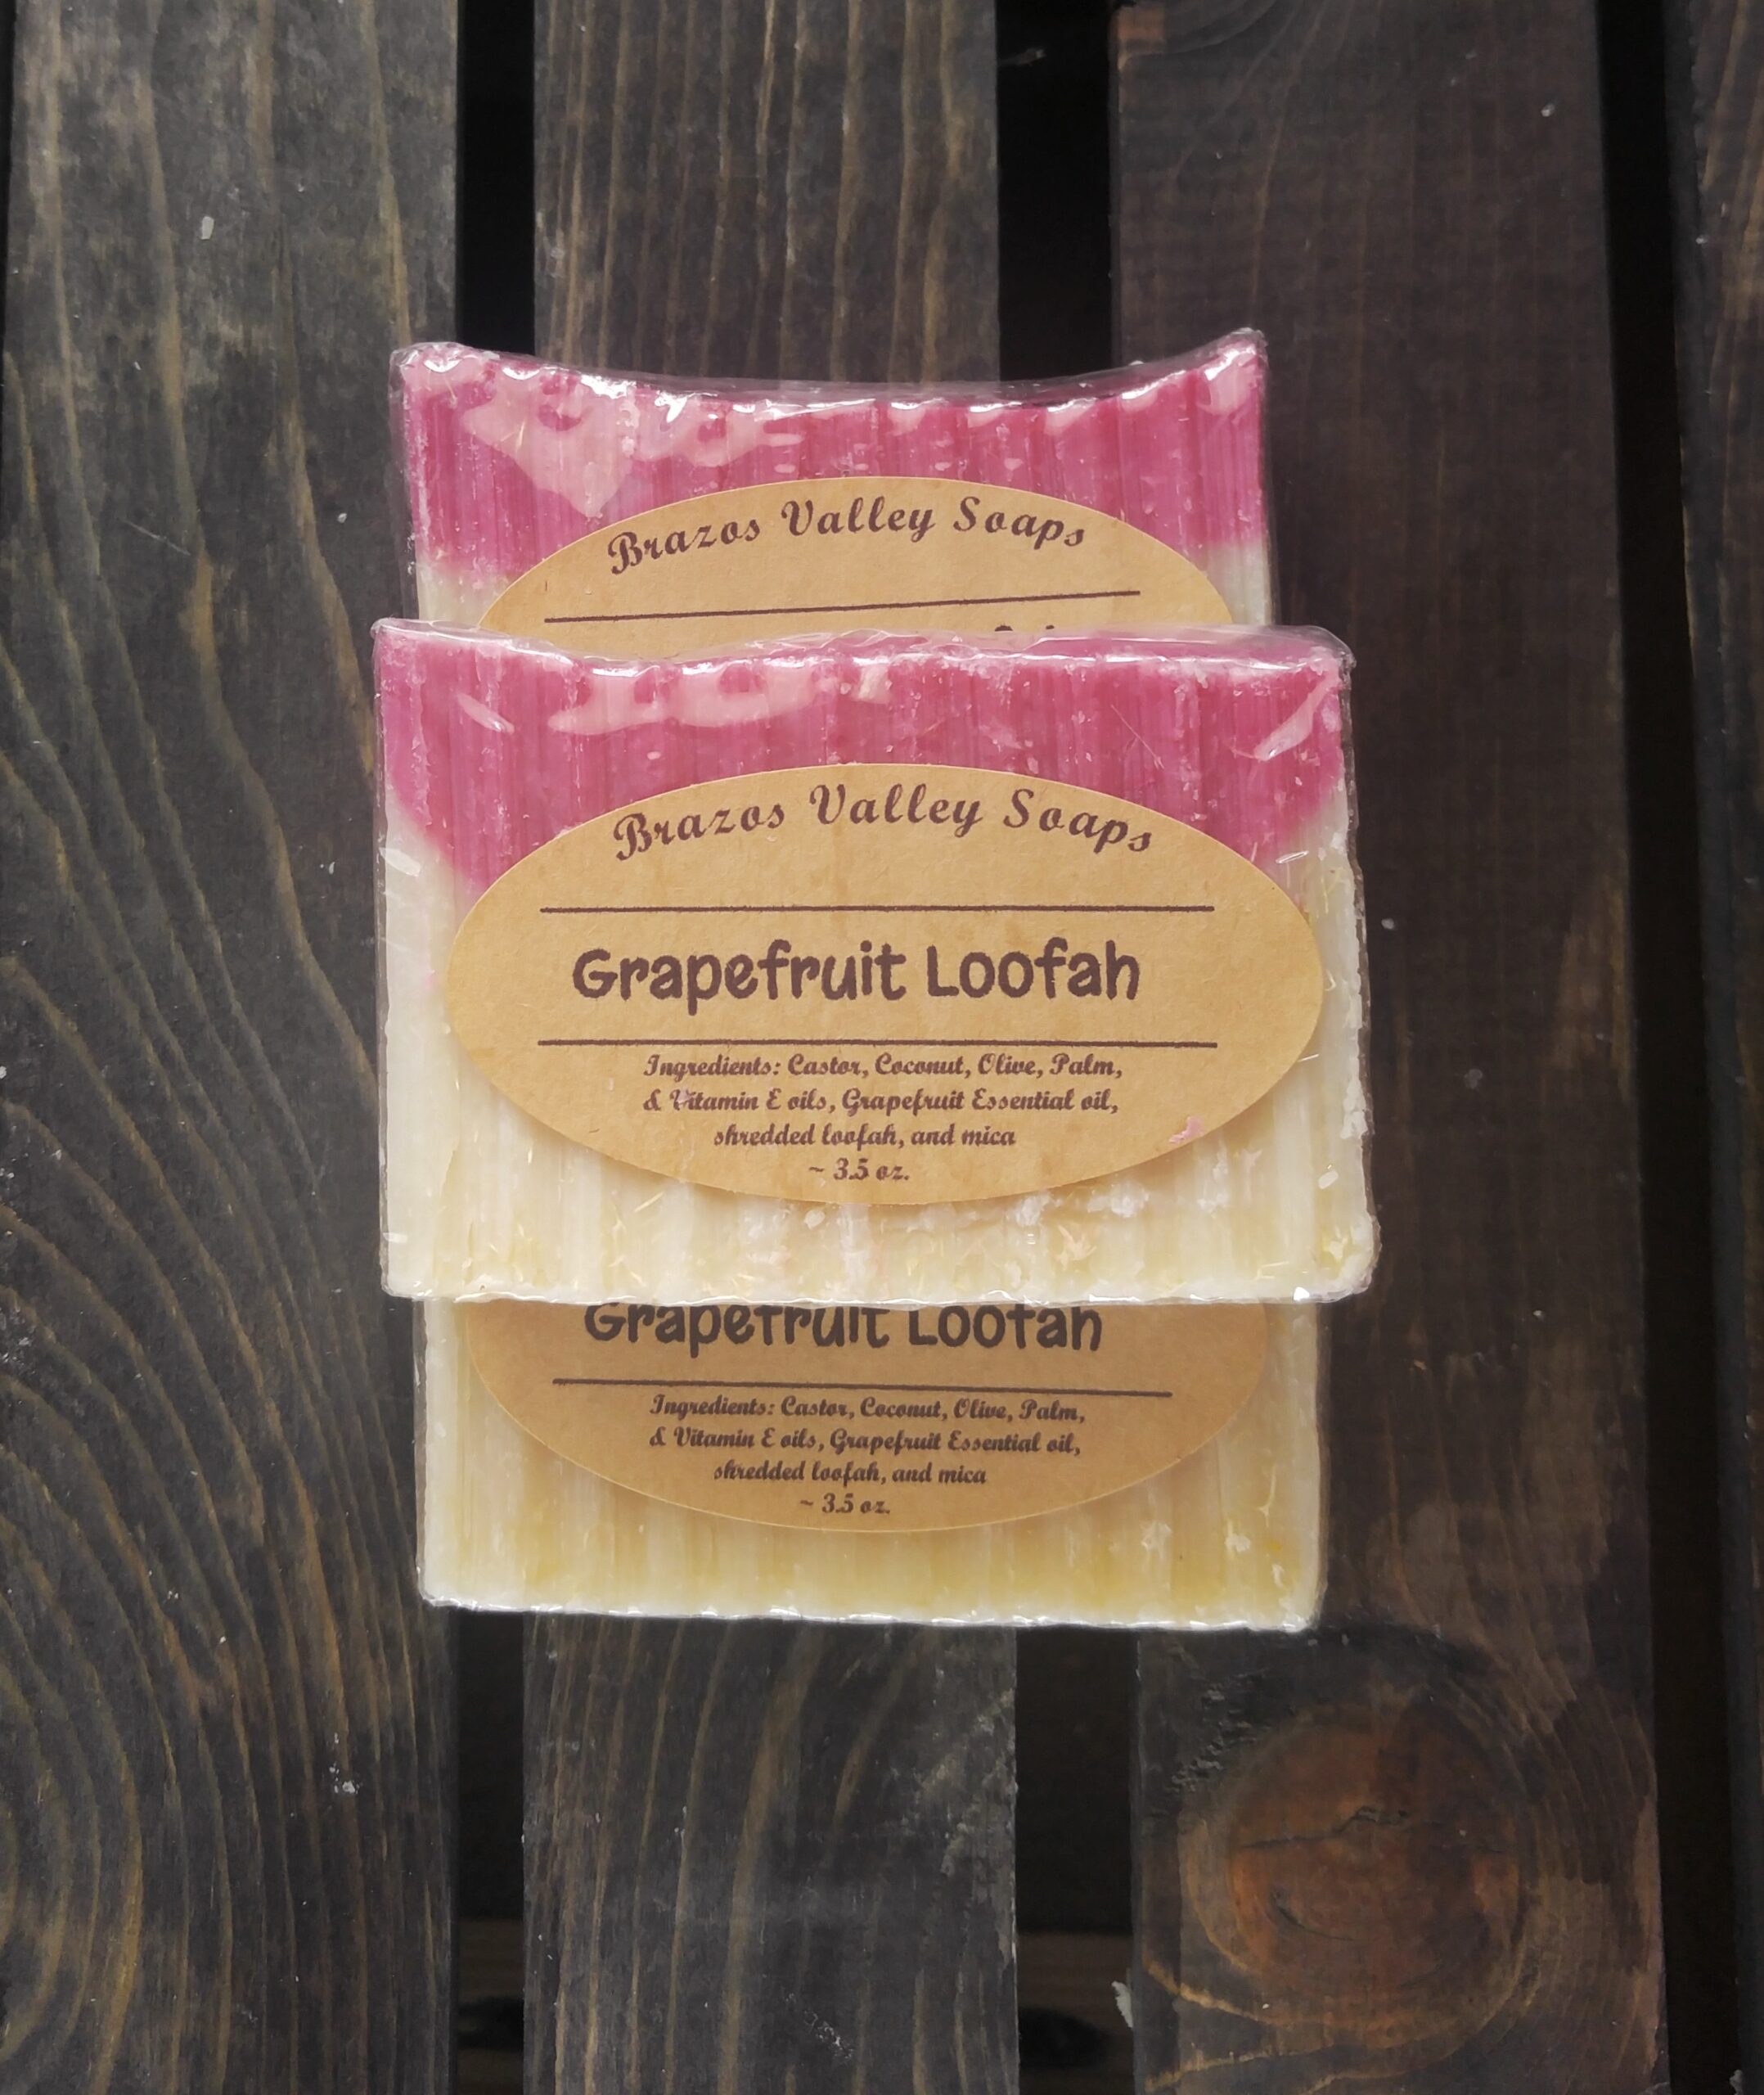 Brazos Valley Soaps
Brazos Valley Soaps
Grapefruit Loofah
Ingredients: Castor, Coconut, Olive, Palm,
& Vitamin E oils, Grapefruit Essential oil,
shredded loofah, and mica
~ 3.5 oz.
Grapefruit Loofah
Ingredients: Castor, Coconut, Olive, Palm,
& Vitamin E oils, Grapefruit Essential oil,
shredded loofah, and mica
~ 3.5 oz.